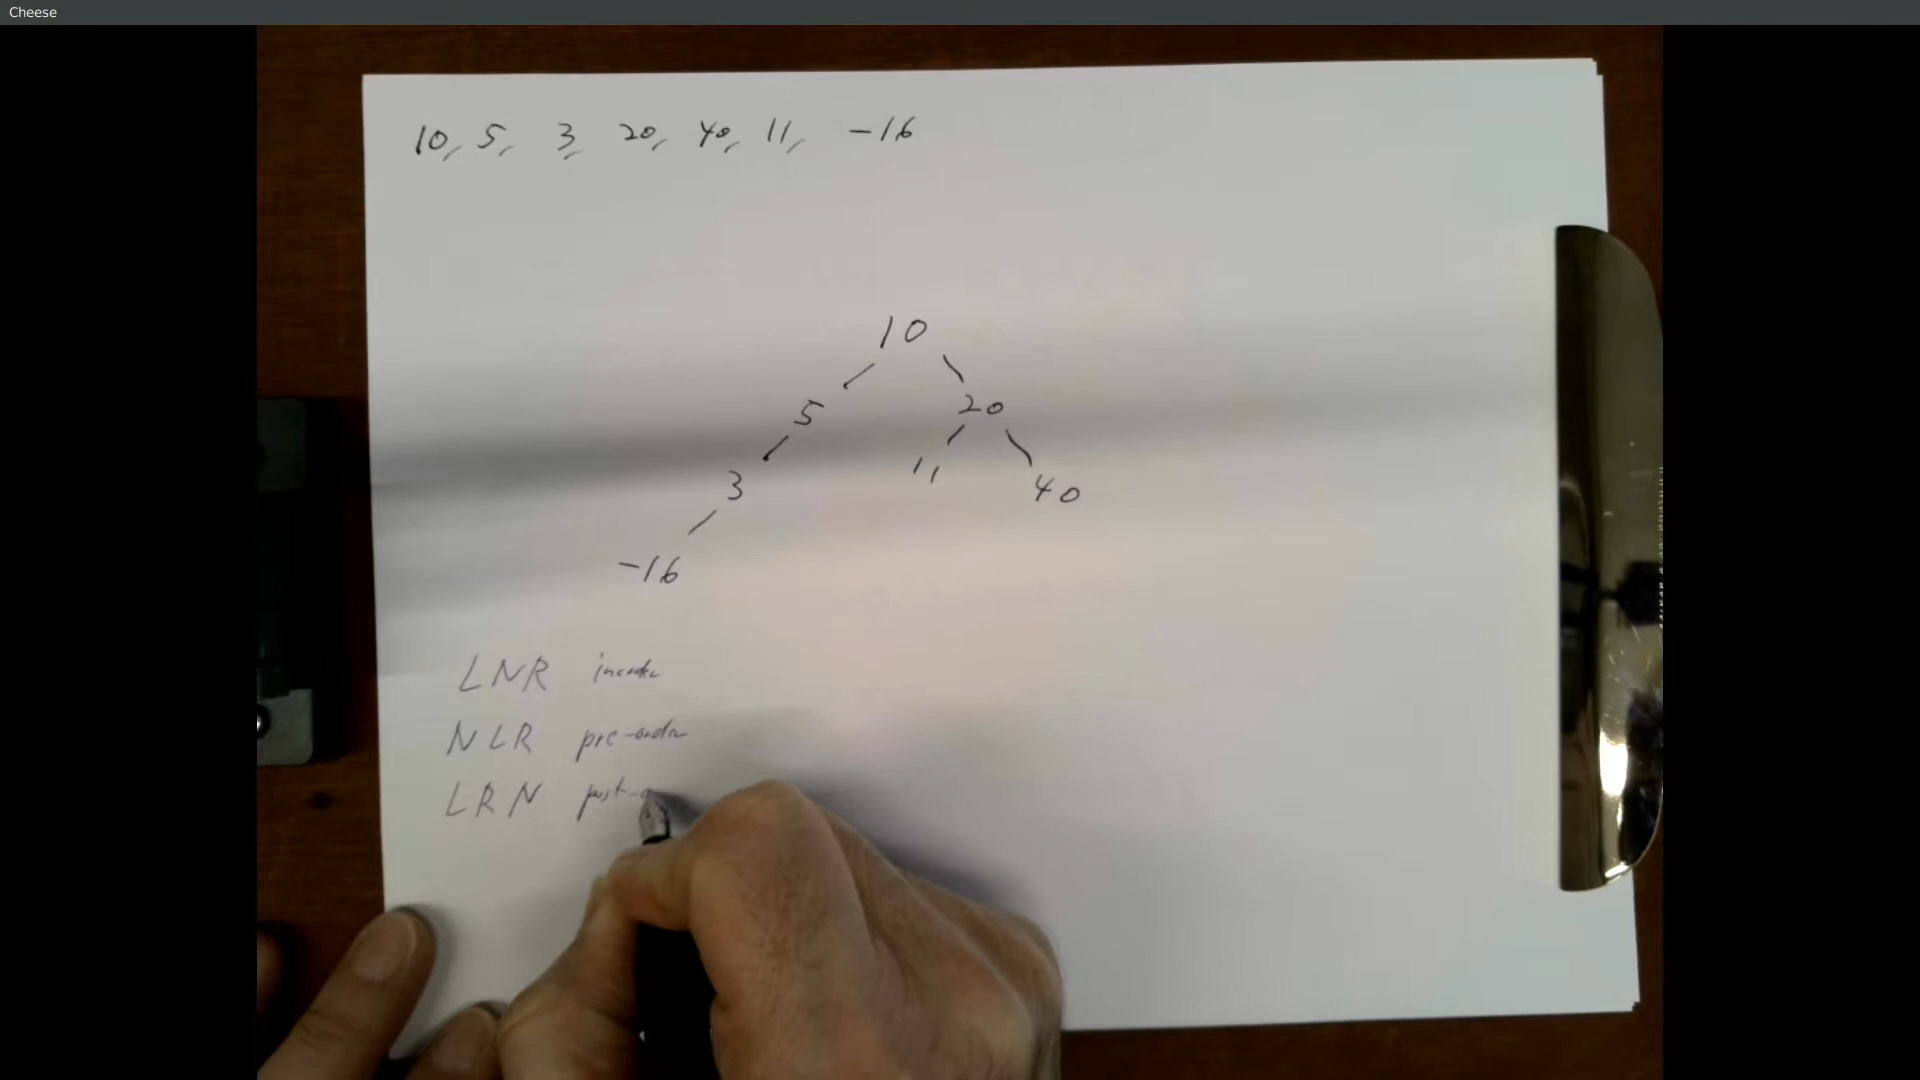 Cheese
10, 5, 3, 20, 40, 11, -16
10
5 20
3 11 40
-16
LNR inorder
NLR pre-order
LRN post-o